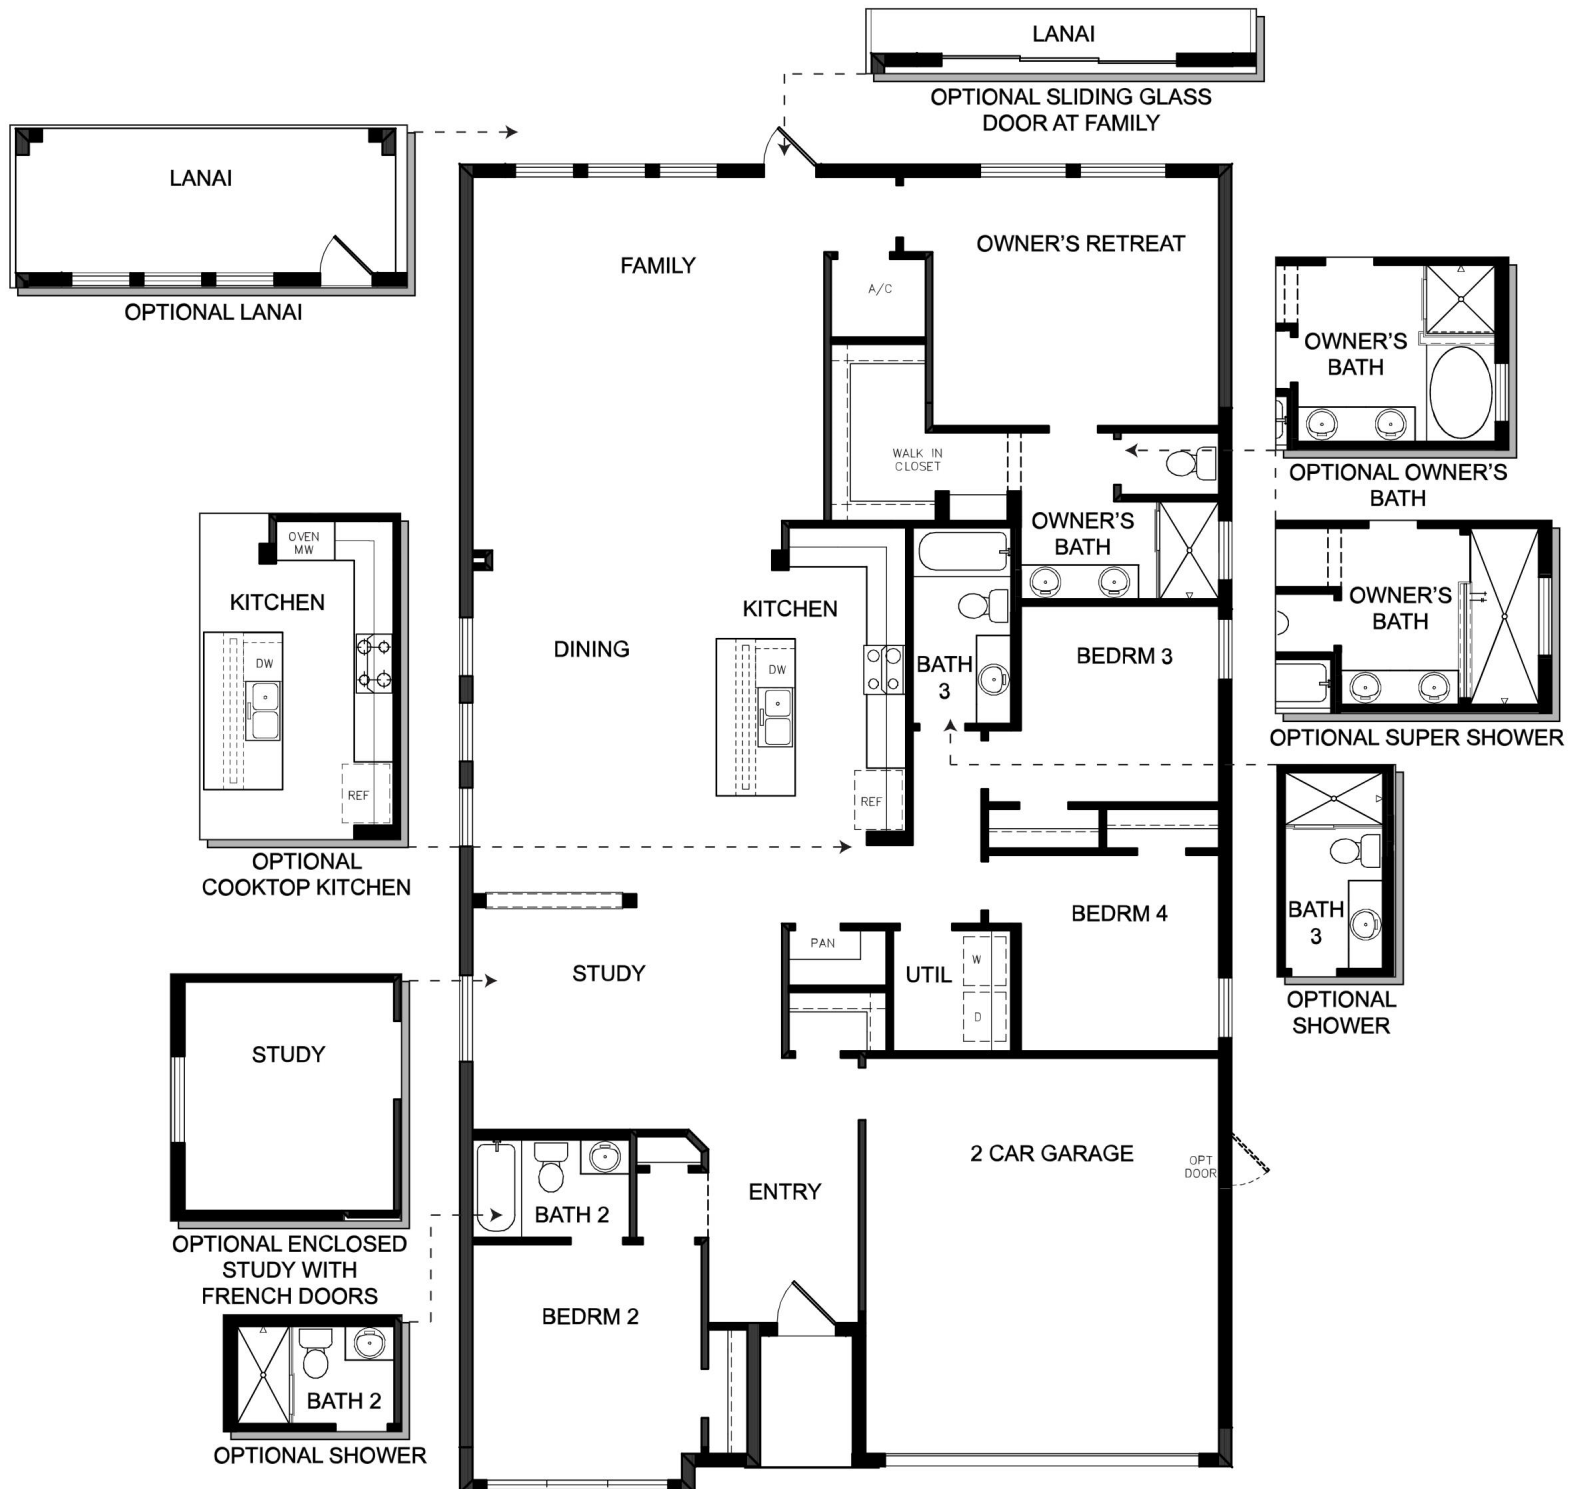 LANAI
OPTIONAL SLIDING GLASS
DOOR AT FAMILY
LANAI
OPTIONAL LANAI
FAMILY
OWNER'S RETREAT
A/C
WALK IN
CLOSET
OWNER'S
BATH
OWNER'S
BATH
OPTIONAL OWNER'S
BATH
OVEN
MW
KITCHEN
DW
REF
OPTIONAL
COOKTOP KITCHEN
DINING
KITCHEN
DW
REF
BATH
3
BEDRM 3
OWNER'S
BATH
OPTIONAL SUPER SHOWER
BEDRM 4
BATH
3
OPTIONAL
SHOWER
STUDY
PAN
UTIL
W
D
STUDY
OPTIONAL ENCLOSED
STUDY WITH
FRENCH DOORS
2 CAR GARAGE
OPT
DOOR
ENTRY
BATH 2
BEDRM 2
BATH 2
OPTIONAL SHOWER